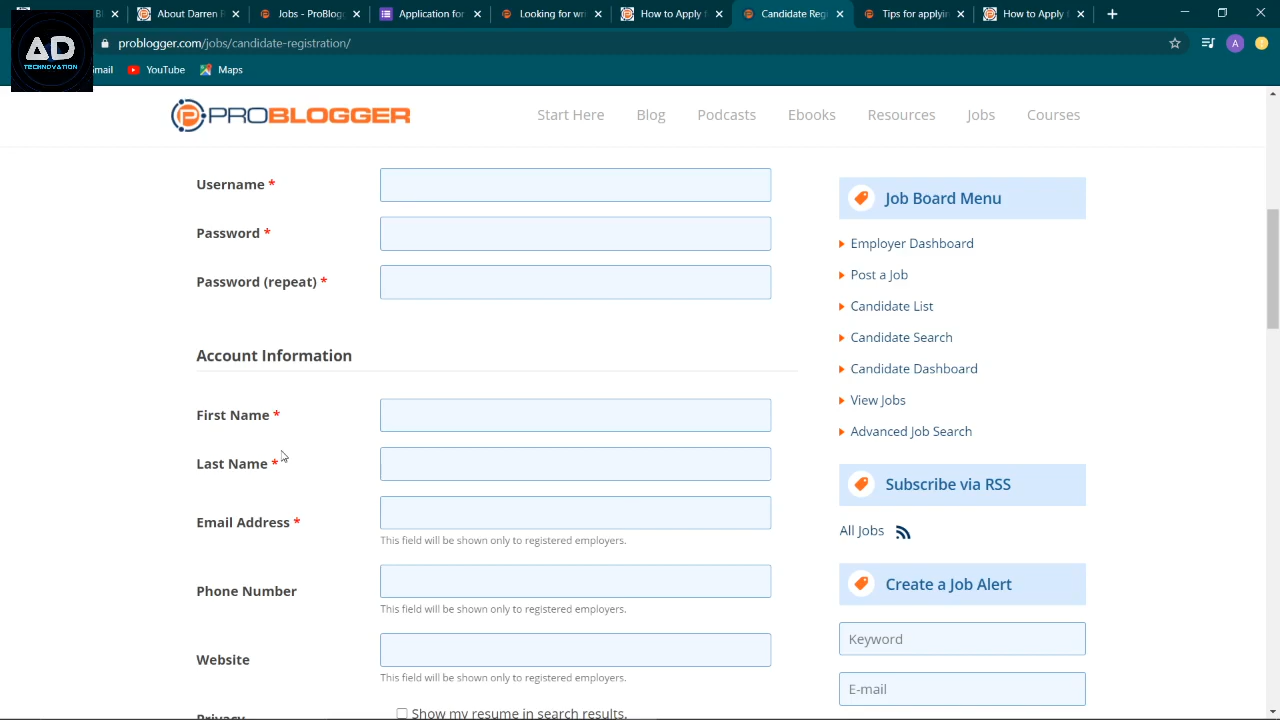 About Darren R
Jobs - ProBlogg
Application for
Looking for wr
How to Apply f
Candidate Reg
Tips for applyin
How to Apply f
AD
TECHNOVATION
problogger.com/jobs/candidate-registration/
A
mail
YouTube
Maps
PROBLOGGER
Start Here
Blog
Podcasts
Ebooks
Resources
Jobs
Courses
Username *
Password *
Password (repeat) *
Account Information
First Name *
Last Name *
Email Address *
This field will be shown only to registered employers.
Phone Number
This field will be shown only to registered employers.
Website
This field will be shown only to registered employers.
Privacy
Show my resume in search results.
Job Board Menu
Employer Dashboard
Post a Job
Candidate List
Candidate Search
Candidate Dashboard
View Jobs
Advanced Job Search
Subscribe via RSS
All Jobs
Create a Job Alert
Keyword
E-mail